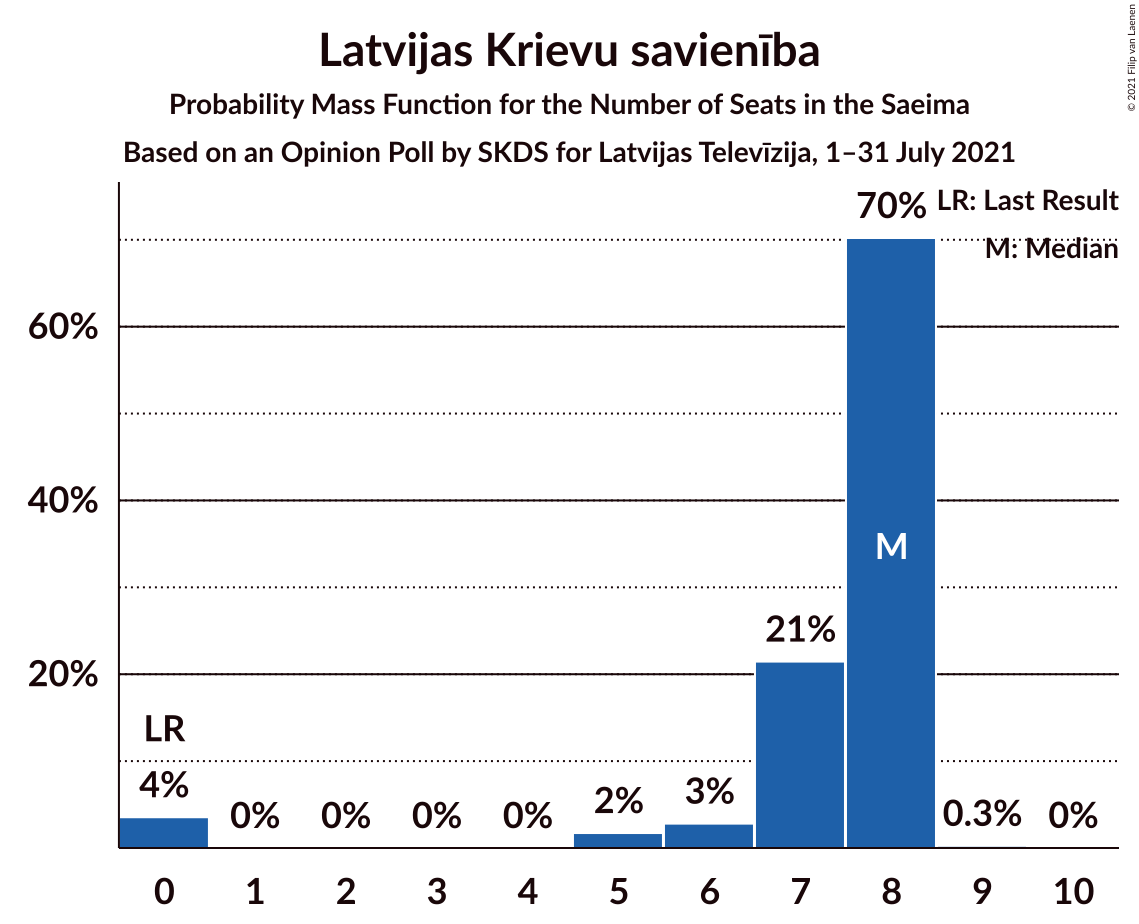 Latvijas Krievu savienība
Probability Mass Function for the Number of Seats in the Saeima
Based on an Opinion Poll by SKDS for Latvijas Televīzija, 1–31 July 2021
© 2021 Filip van Laenen
LR: Last Result
M: Median
60%
40%
20%
LR
4%
0%
0%
0%
0%
2%
3%
21%
70%
M
0.3%
0%
0 1 2 3 4 5 6 7 8 9 10